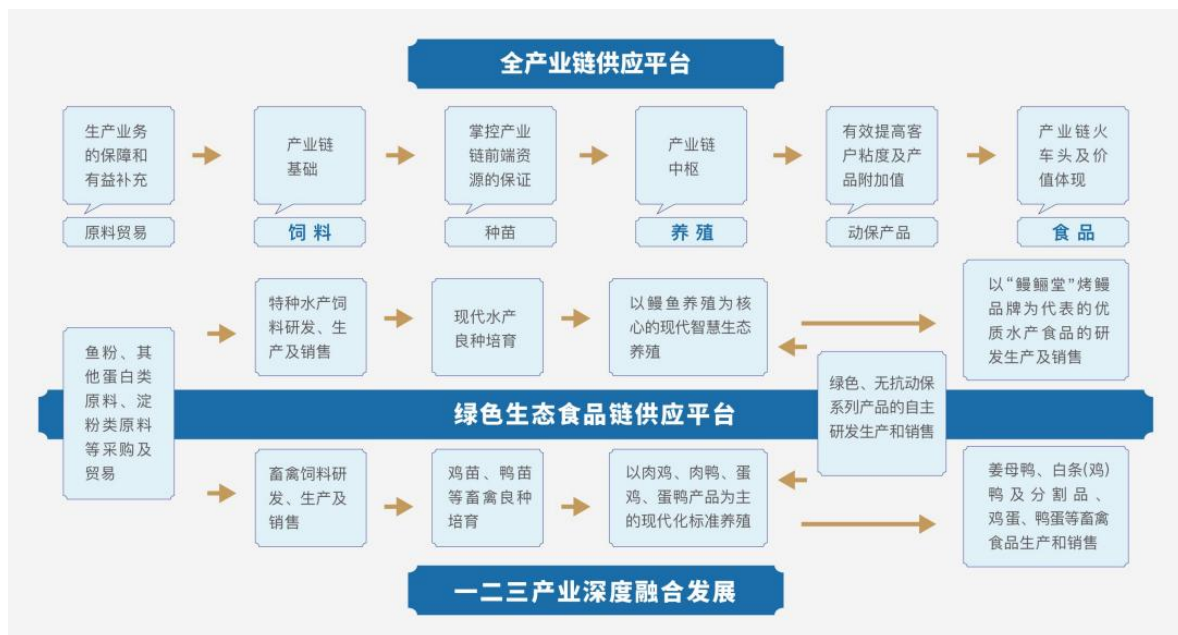 全产业链供应平台
生产业务
的保障和
有益补充
产业链
基础
掌控产业
链前端资
源的保证
产业链
中枢
有效提高客
户粘度及产
品附加值
产业链火
车头及价
值体现
原料贸易
饲料
种苗
养殖
动保产品
食品
鱼粉、其
他蛋白类
原料、淀
粉类原料
等采购及
贸易
特种水产饲
料研发、生
产及销售
现代水产
良种培育
以鳗鱼养殖为核
心的现代智慧生态
养殖
以“鳗鲡堂”烤鳗
品牌为代表的优
质水产食品的研
发生产及销售
绿色、无抗动保
系列产品的自主
研发生产和销售
绿色生态食品链供应平台
畜禽饲料研
发、生产及
销售
鸡苗、鸭苗
等畜禽良种
培育
以肉鸡、肉鸭、蛋
鸡、蛋鸭产品为主
的现代化标准养殖
姜母鸭、白条(鸡)
鸭及分割品、
鸡蛋、鸭蛋等畜禽
食品生产和销售
一二三产业深度融合发展